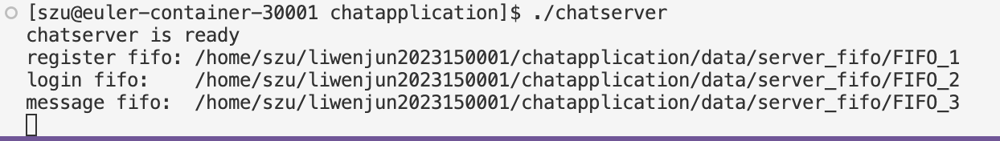 [szu@euler-container-30001 chatapplication]$ ./chatserver
chatserver is ready
register fifo: /home/szu/liwenjun2023150001/chatapplication/data/server_fifo/FIFO_1
login fifo:    /home/szu/liwenjun2023150001/chatapplication/data/server_fifo/FIFO_2
message fifo:  /home/szu/liwenjun2023150001/chatapplication/data/server_fifo/FIFO_3